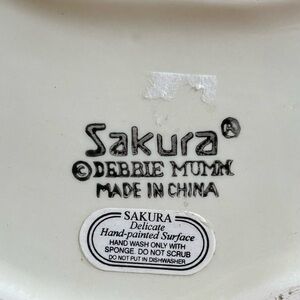 Sakura®
©DEBBIE MUMM
MADE IN CHINA
SAKURA
Delicate
Hand-painted Surface
HAND WASH ONLY WITH
SPONGE. DO NOT SCRUB
DO NOT PUT IN DISHWASHER